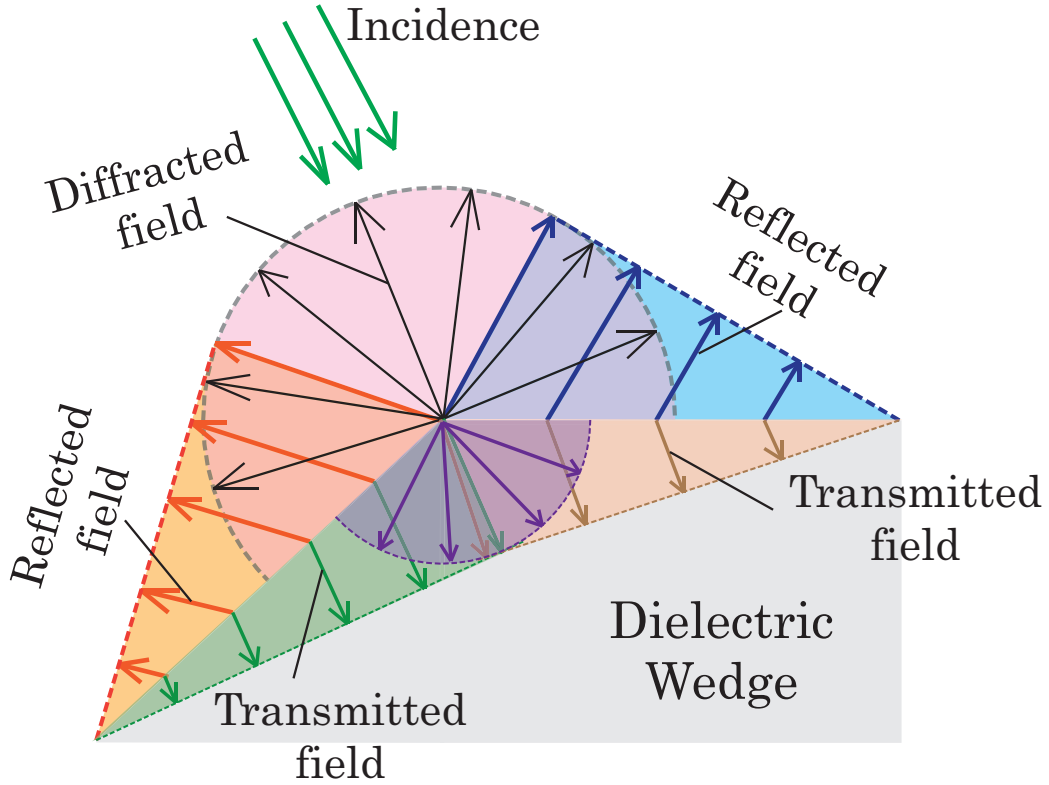 Incidence
Diffracted
field
Reflected
field
Reflected
field
Transmitted
field
Dielectric
Wedge
Transmitted
field